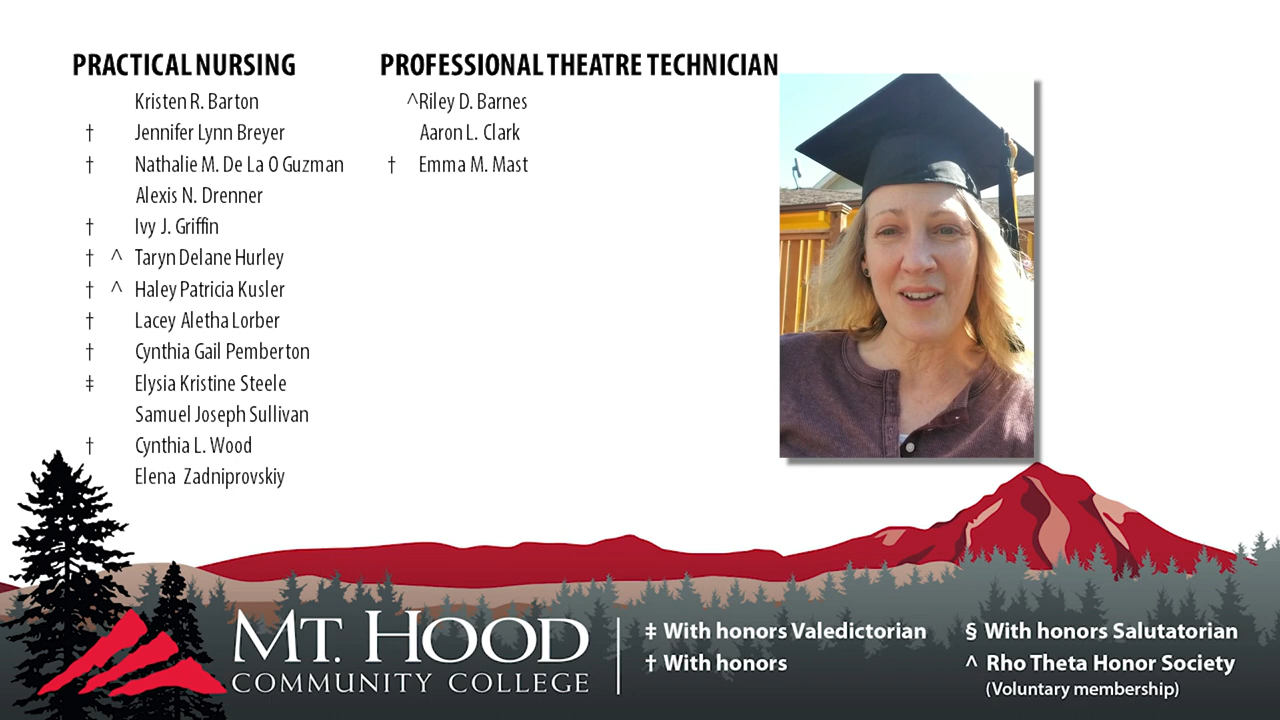 PRACTICAL NURSING
Kristen R. Barton
† Jennifer Lynn Breyer
† Nathalie M. De La O Guzman
Alexis N. Drenner
† Ivy J. Griffin
† ^ Taryn Delane Hurley
† ^ Haley Patricia Kusler
† Lacey Aletha Lorber
† Cynthia Gail Pemberton
‡ Elysia Kristine Steele
Samuel Joseph Sullivan
† Cynthia L. Wood
Elena Zadniprovskiy
PROFESSIONAL THEATRE TECHNICIAN
^Riley D. Barnes
Aaron L. Clark
† Emma M. Mast
MT. HOOD
COMMUNITY COLLEGE
‡ With honors Valedictorian
† With honors
§ With honors Salutatorian
^ Rho Theta Honor Society
(Voluntary membership)